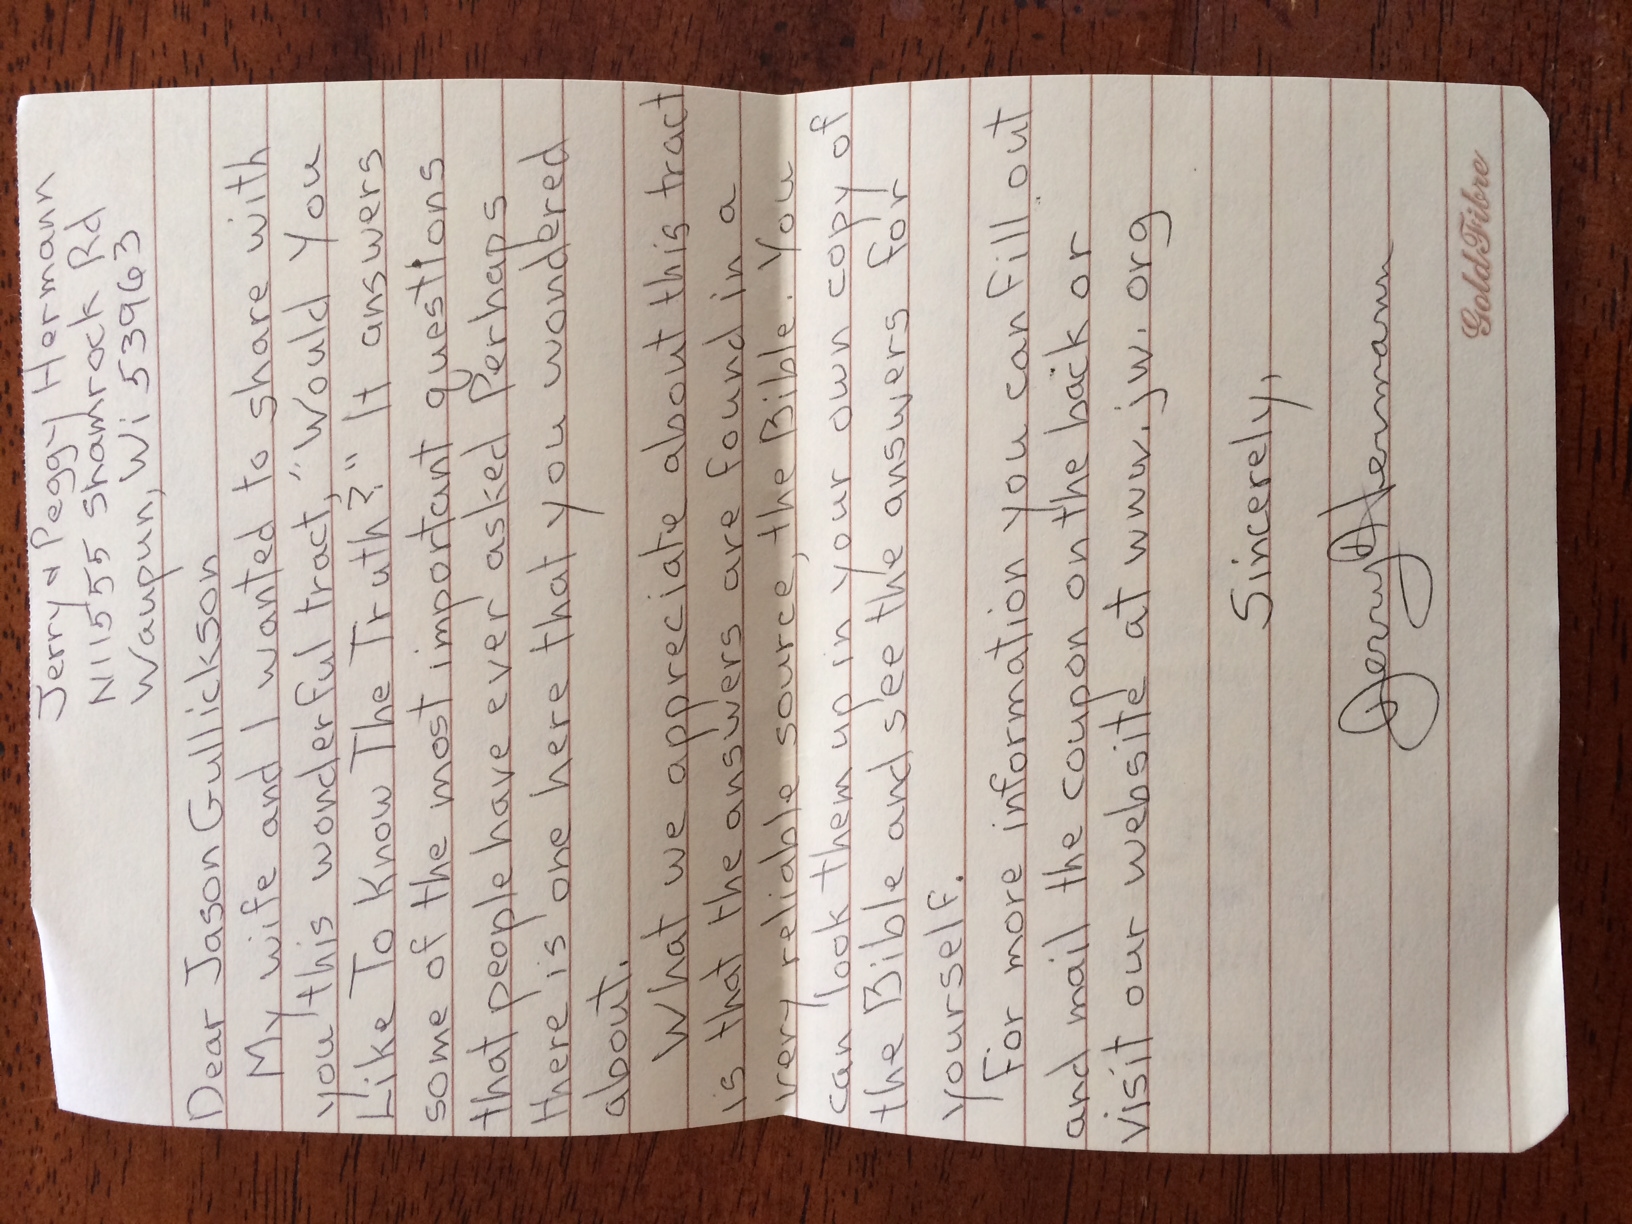 Jerry & Peggy Hermann
N11555 Shamrock Rd
Waupun, Wi 53963
Dear Jason Gullickson
My wife and I wanted to share with
you this wonderful tract, "Would You
Like To Know The Truth?" It answers
some of the most important questions
that people have ever asked Perhaps
there is one here that you wondered
about.
What we appreciate about this tract
is that the answers are found in a
very reliable source, the Bible. You
can look them up in your own copy of
the Bible and see the answers for
yourself.
For more information you can fill out
and mail the coupon on the back or
visit our website at www.jw.org
Sincerely,
Jerry Hermann
GoldFibre